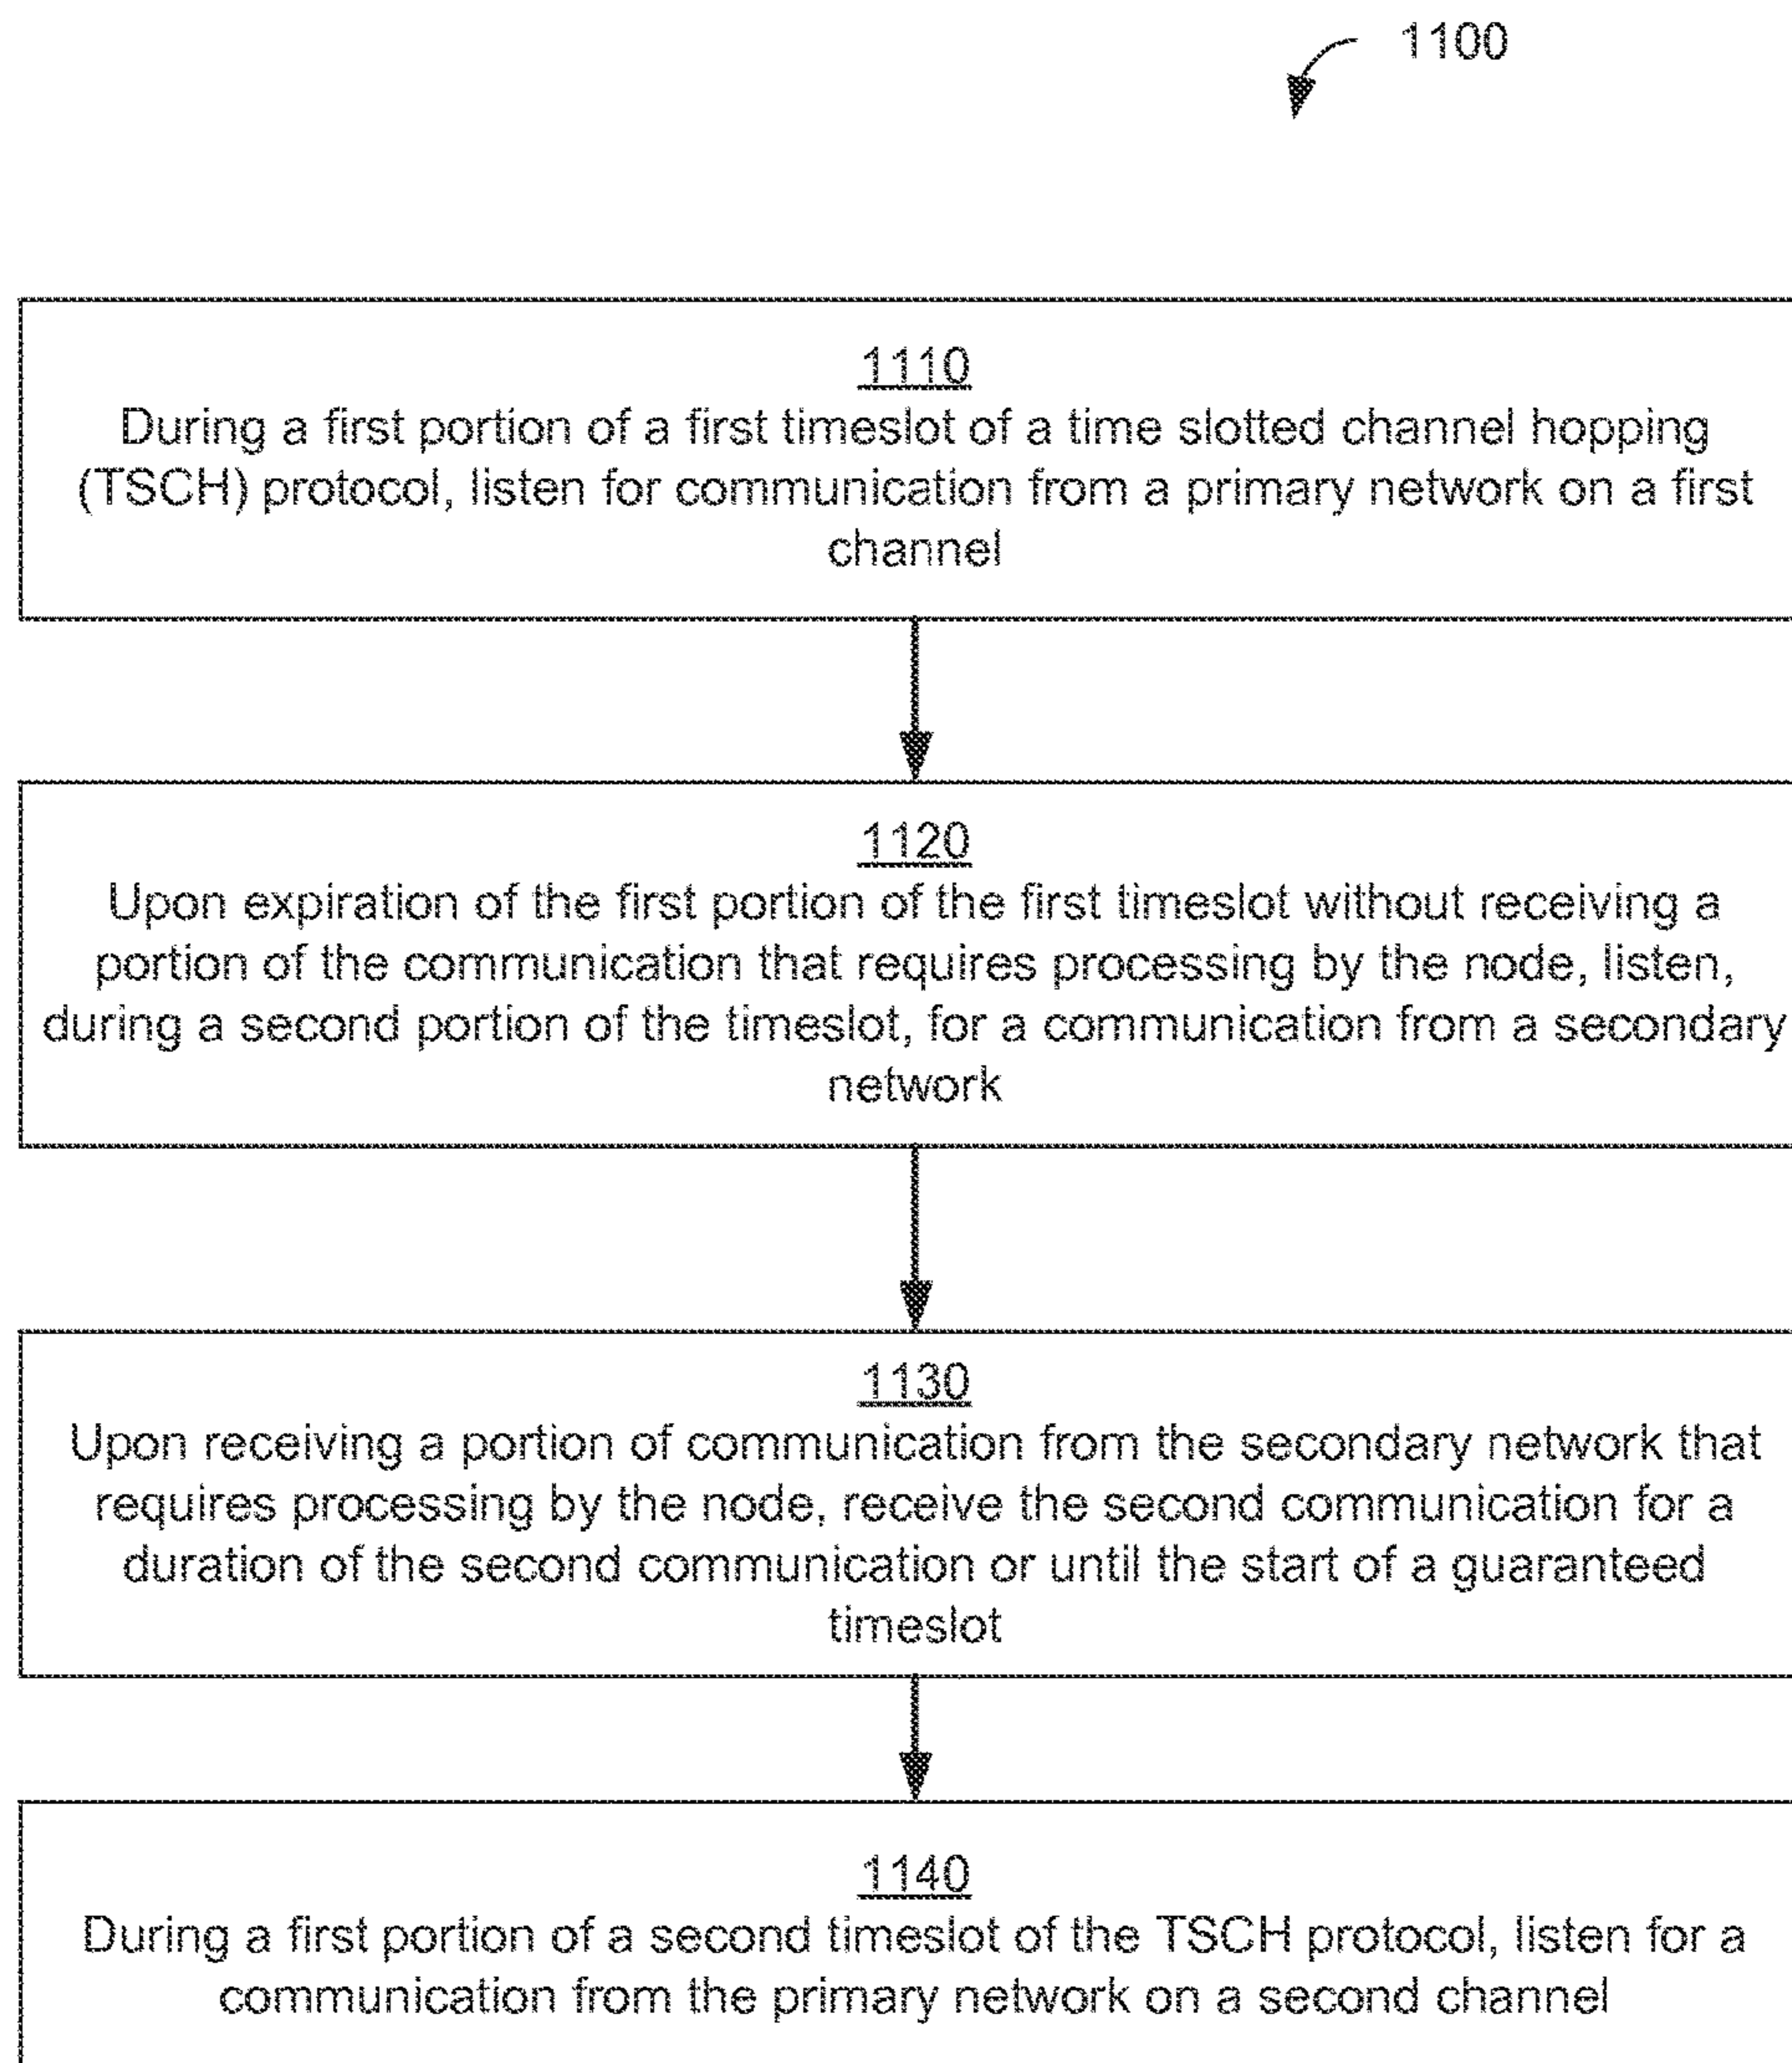 1100
1110
During a first portion of a first timeslot of a time slotted channel hopping
(TSCH) protocol, listen for communication from a primary network on a first
channel
1120
Upon expiration of the first portion of the first timeslot without receiving a
portion of the communication that requires processing by the node, listen,
during a second portion of the timeslot, for a communication from a secondary
network
1130
Upon receiving a portion of communication from the secondary network that
requires processing by the node, receive the second communication for a
duration of the second communication or until the start of a guaranteed
timeslot
1140
During a first portion of a second timeslot of the TSCH protocol, listen for a
communication from the primary network on a second channel